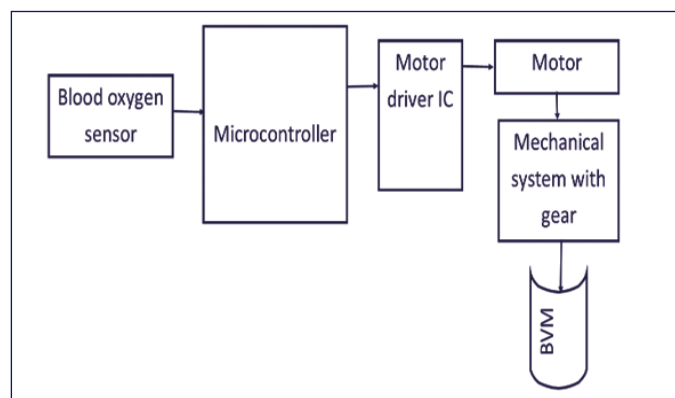 Blood oxygen
sensor
Microcontroller
Motor
driver IC
Motor
Mechanical
system with
gear
BVM